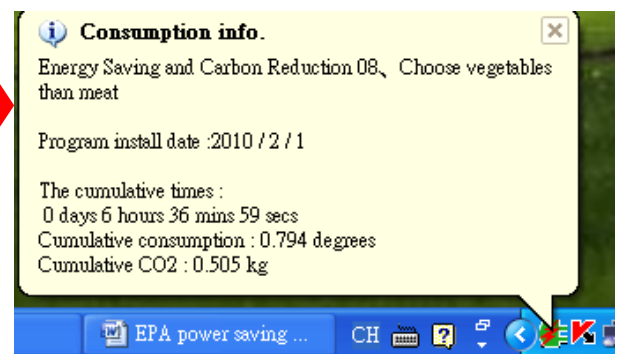 Consumption info.
Energy Saving and Carbon Reduction 08、Choose vegetables
than meat
Program install date :2010 / 2 / 1
The cumulative times :
0 days 6 hours 36 mins 59 secs
Cumulative consumption : 0.794 degrees
Cumulative CO2 : 0.505 kg
EPA power saving ... CH